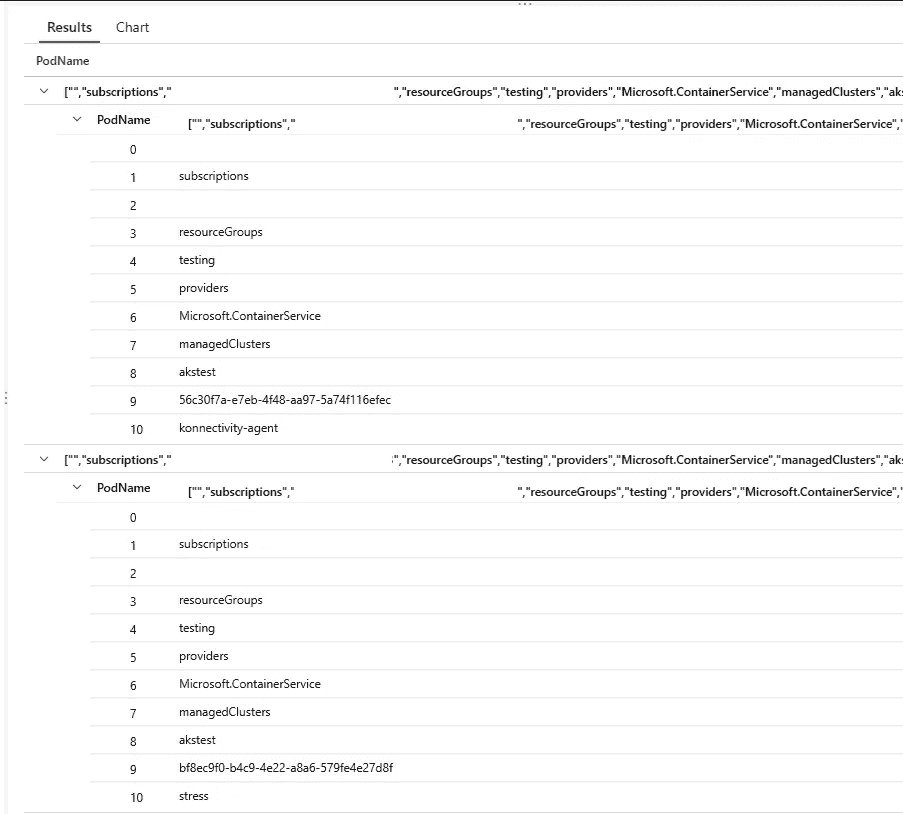 Results Chart
PodName
["","subscriptions"," ","resourceGroups","testing","providers","Microsoft.ContainerService","managedClusters","aks
PodName ["","subscriptions"," ","resourceGroups","testing","providers","Microsoft.ContainerService","
0
1 subscriptions
2
3 resourceGroups
4 testing
5 providers
6 Microsoft.ContainerService
7 managedClusters
8 akstest
9 56c30f7a-e7eb-4f48-aa97-5a74f116efec
10 konnectivity-agent
["","subscriptions"," ","resourceGroups","testing","providers","Microsoft.ContainerService","managedClusters","aks
PodName ["","subscriptions"," ","resourceGroups","testing","providers","Microsoft.ContainerService","
0
1 subscriptions
2
3 resourceGroups
4 testing
5 providers
6 Microsoft.ContainerService
7 managedClusters
8 akstest
9 bf8ec9f0-b4c9-4e22-a8a6-579fe4e27d8f
10 stress